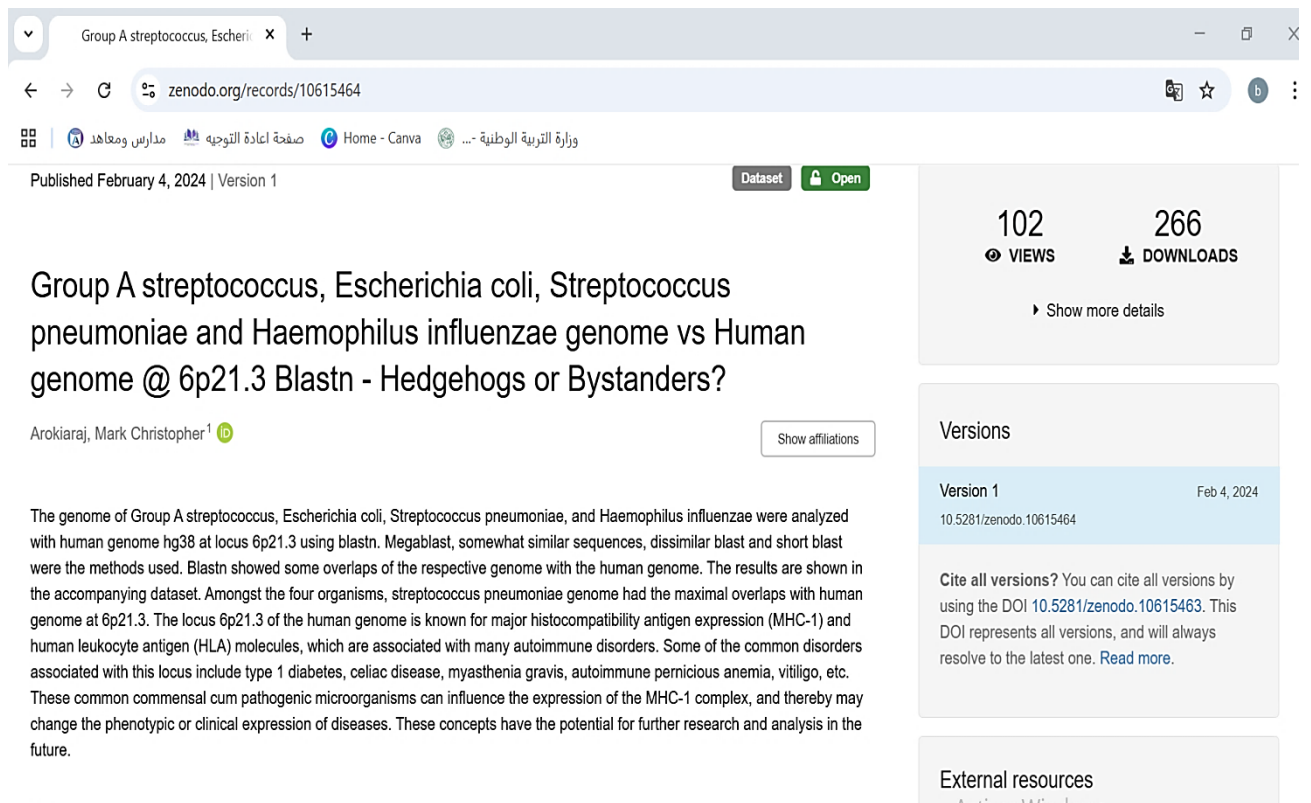 Group A streptococcus, Escheri
zenodo.org/records/10615464
مدارس ومعاهد
صفحة اعادة التوجيه
Home - Canva
وزارة التربية الوطنية -...
b
Published February 4, 2024 | Version 1
Dataset
Open
Group A streptococcus, Escherichia coli, Streptococcus
pneumoniae and Haemophilus influenzae genome vs Human
genome @ 6p21.3 Blastn - Hedgehogs or Bystanders?
Arokiaraj, Mark Christopher1 iD
Show affiliations
The genome of Group A streptococcus, Escherichia coli, Streptococcus pneumoniae, and Haemophilus influenzae were analyzed
with human genome hg38 at locus 6p21.3 using blastn. Megablast, somewhat similar sequences, dissimilar blast and short blast
were the methods used. Blastn showed some overlaps of the respective genome with the human genome. The results are shown in
the accompanying dataset. Amongst the four organisms, streptococcus pneumoniae genome had the maximal overlaps with human
genome at 6p21.3. The locus 6p21.3 of the human genome is known for major histocompatibility antigen expression (MHC-1) and
human leukocyte antigen (HLA) molecules, which are associated with many autoimmune disorders. Some of the common disorders
associated with this locus include type 1 diabetes, celiac disease, myasthenia gravis, autoimmune pernicious anemia, vitiligo, etc.
These common commensal cum pathogenic microorganisms can influence the expression of the MHC-1 complex, and thereby may
change the phenotypic or clinical expression of diseases. These concepts have the potential for further research and analysis in the
future.
102
VIEWS
266
DOWNLOADS
Show more details
Versions
Version 1
Feb 4, 2024
10.5281/zenodo.10615464
Cite all versions? You can cite all versions by
using the DOI 10.5281/zenodo.10615463. This
DOI represents all versions, and will always
resolve to the latest one. Read more.
External resources